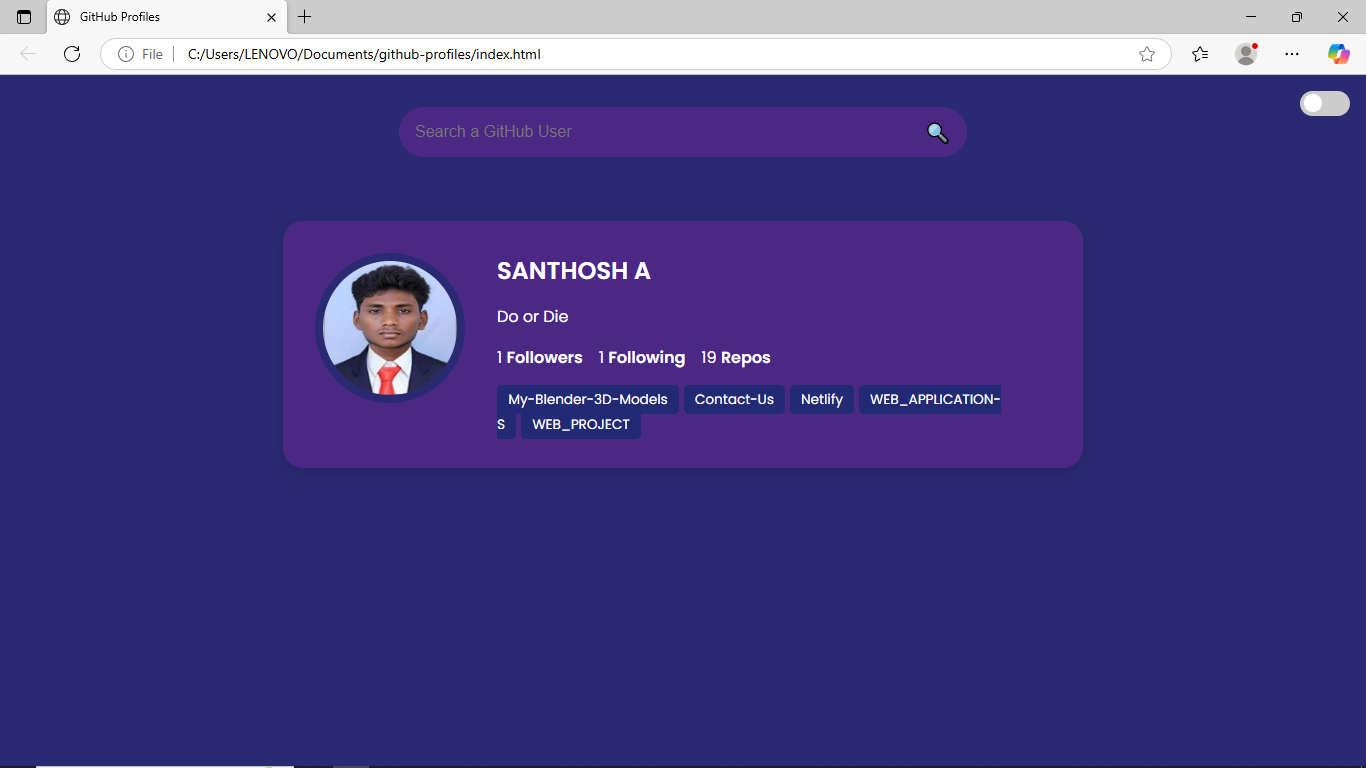 GitHub Profiles
File C:/Users/LENOVO/Documents/github-profiles/index.html
Search a GitHub User
SANTHOSH A
Do or Die
1 Followers 1 Following 19 Repos
My-Blender-3D-Models Contact-Us Netlify WEB_APPLICATION-
S WEB_PROJECT